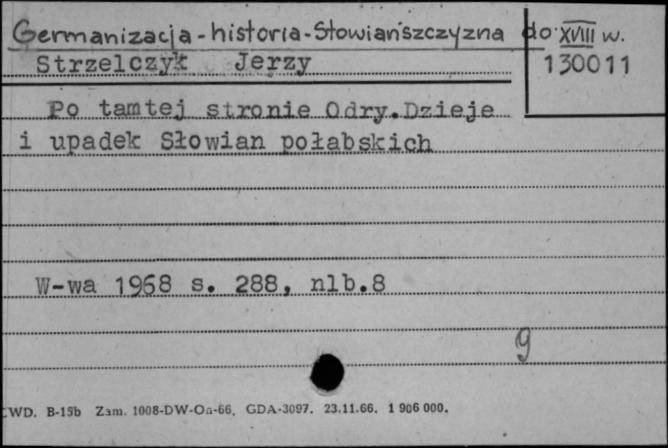 Germanizacja - historia - Słowiańszczyzna do XVIII w.
Strzelczyk Jerzy 130011
Po tamtej stronie Odry. Dzieje
i upadek Słowian połabskich
W-wa 1968 s. 288, nlb.8
9
WD. B-15b Zam. 1008-DW-Oa-66. GDA-3097. 23.11.66. 1 906 000.